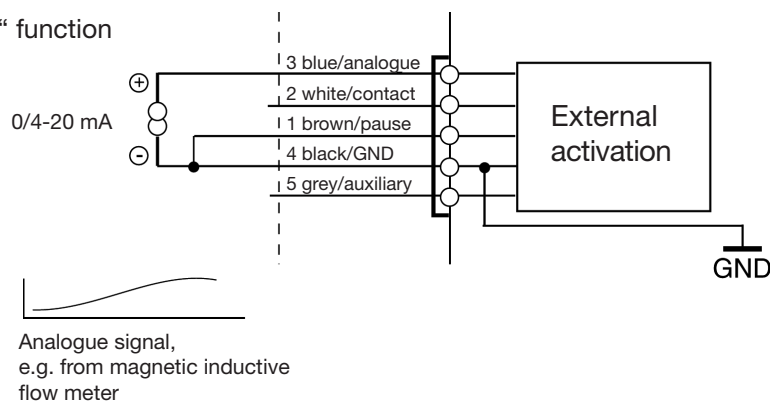 “ function
3 blue/analogue
2 white/contact
0/4-20 mA
1 brown/pause
4 black/GND
5 grey/auxiliary
External
activation
GND
Analogue signal,
e.g. from magnetic inductive
flow meter